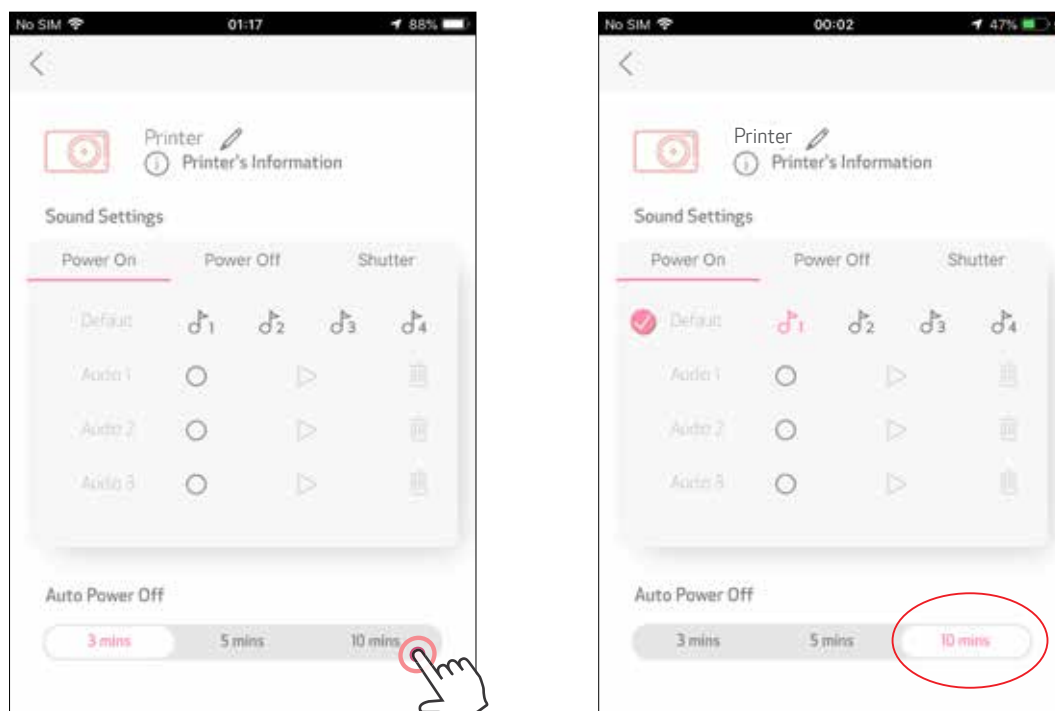 No SIM 01:17 88%
Printer
Printer's Information
Sound Settings
Power On Power Off Shutter
Default 1 2 3 4
Audio 1
Audio 2
Audio 3
Auto Power Off
3 mins 5 mins 10 mins
No SIM 00:02 47%
Printer
Printer's Information
Sound Settings
Power On Power Off Shutter
Default 1 2 3 4
Audio 1
Audio 2
Audio 3
Auto Power Off
3 mins 5 mins 10 mins